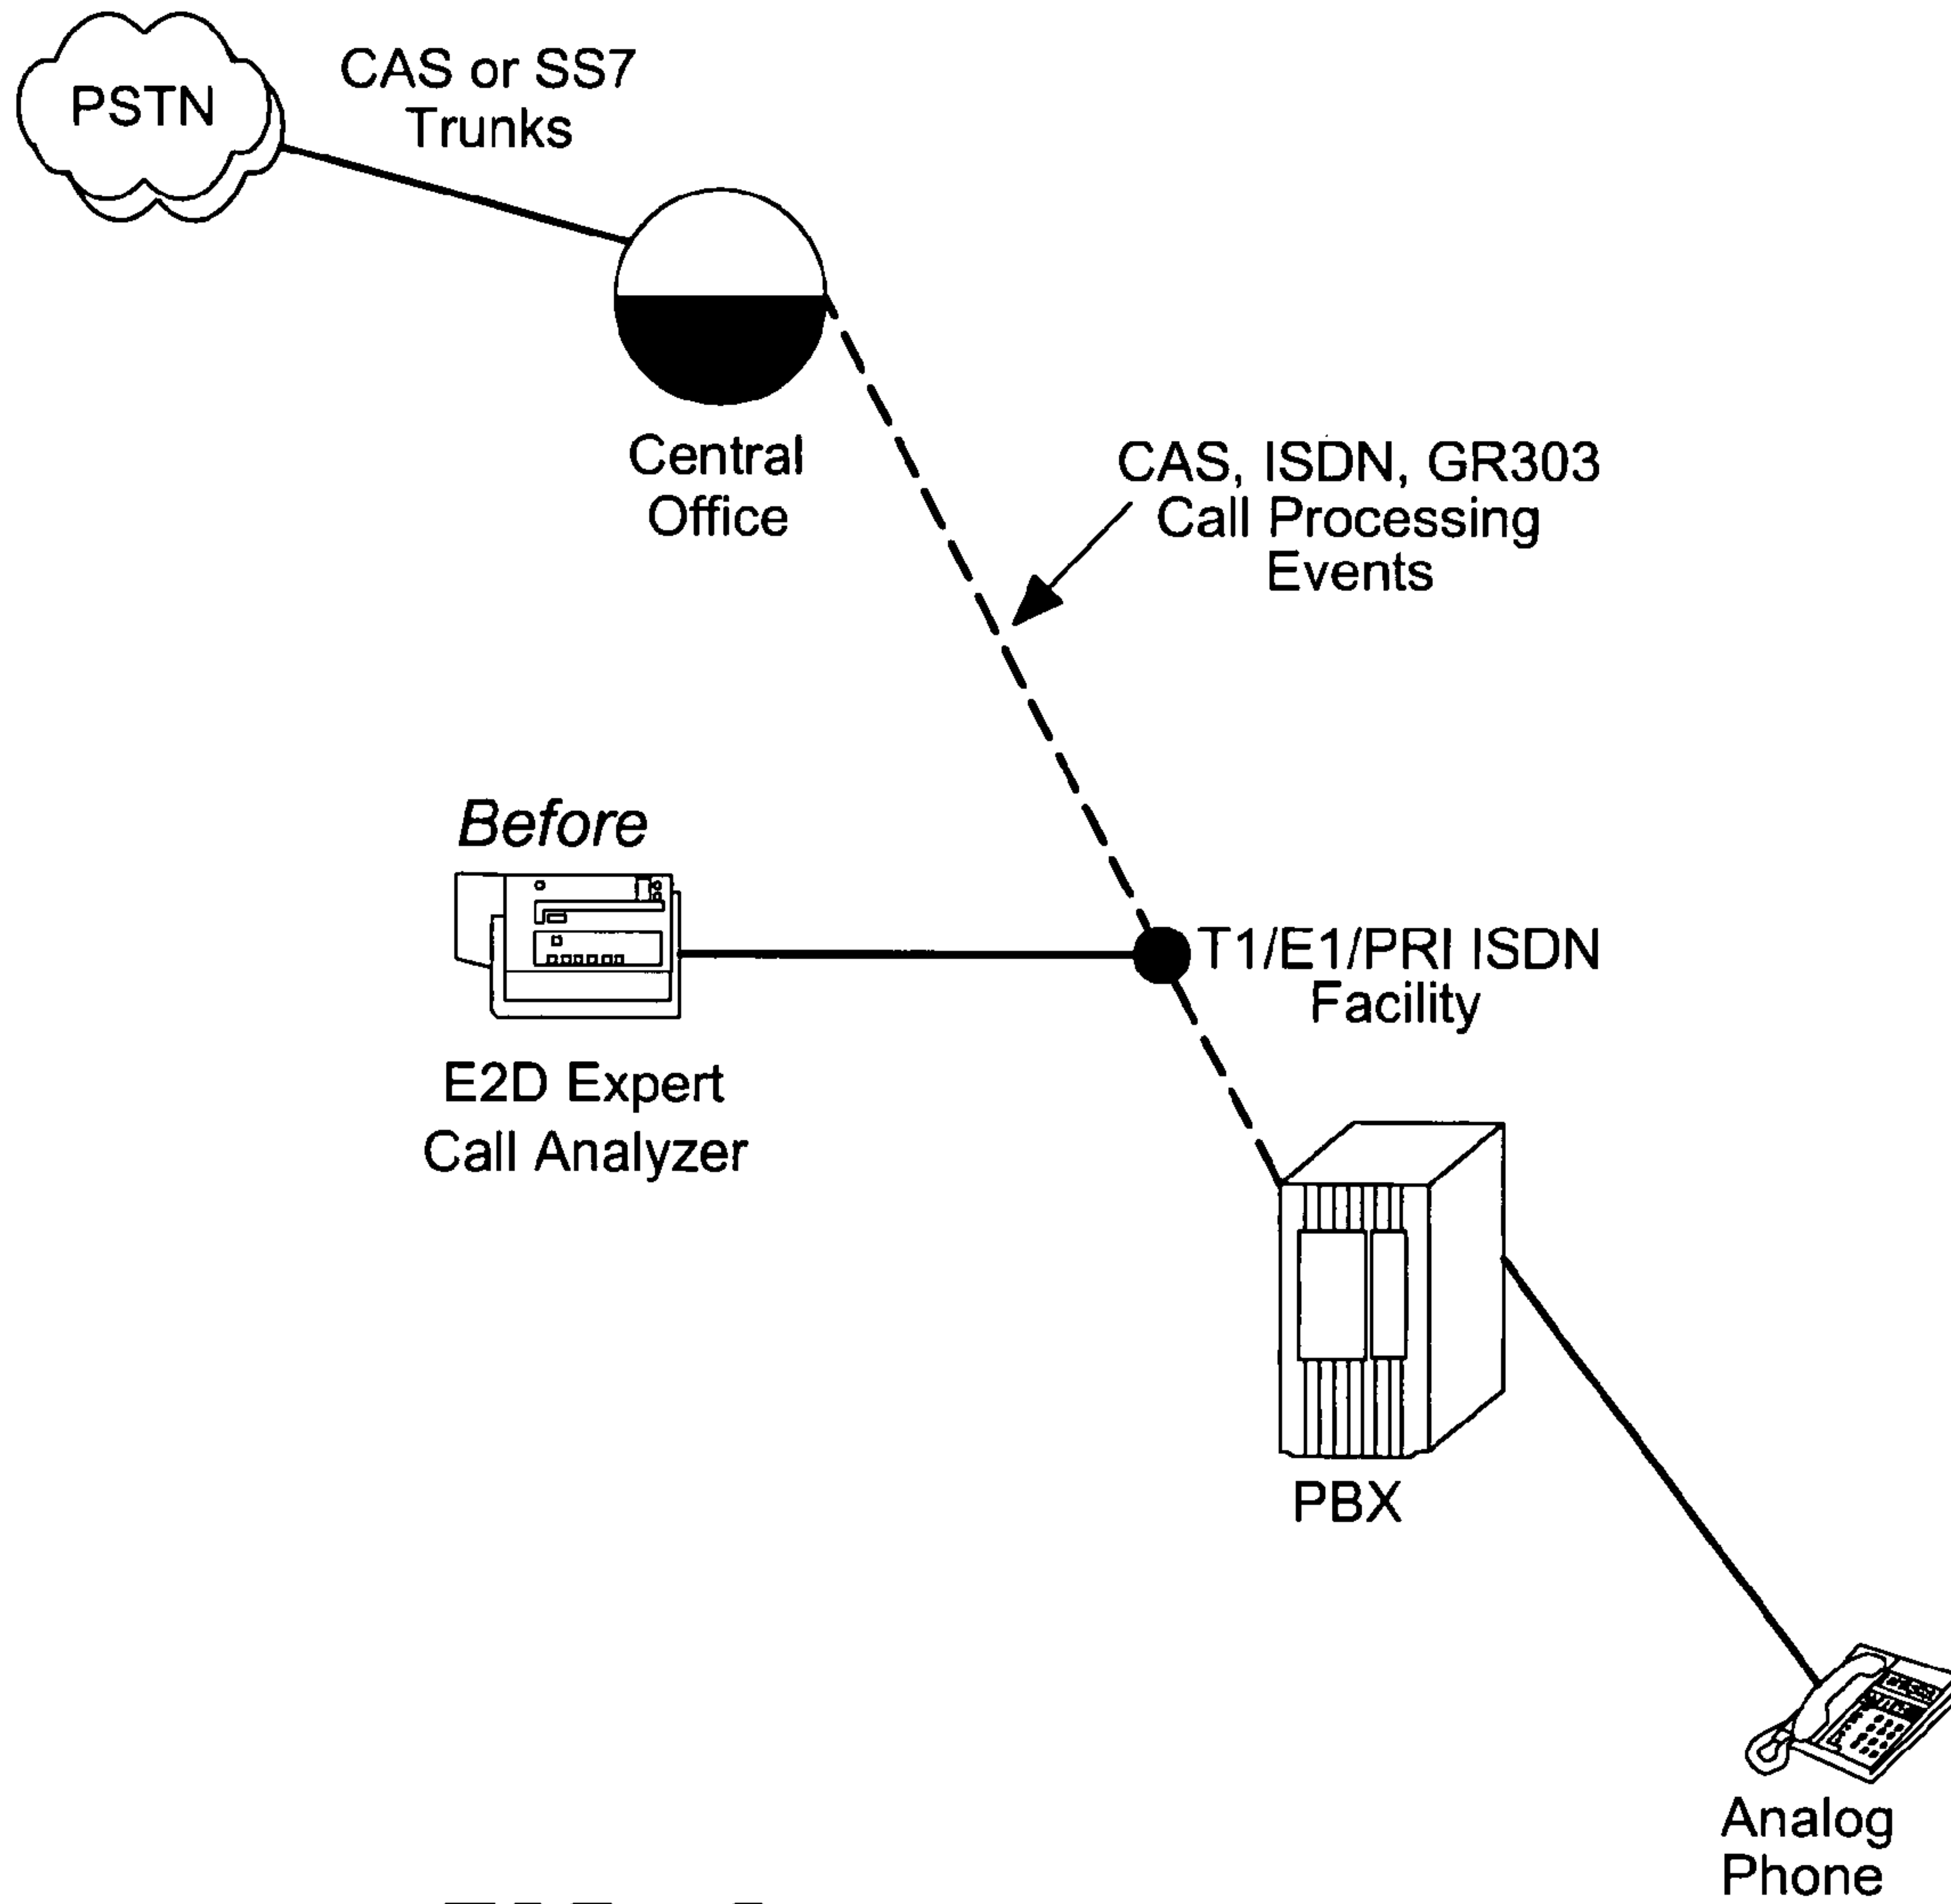 PSTN
CAS or SS7
Trunks
Central
Office
CAS, ISDN, GR303
Call Processing
Events
Before
T1/E1/PRI ISDN
Facility
E2D Expert
Call Analyzer
PBX
Analog
Phone